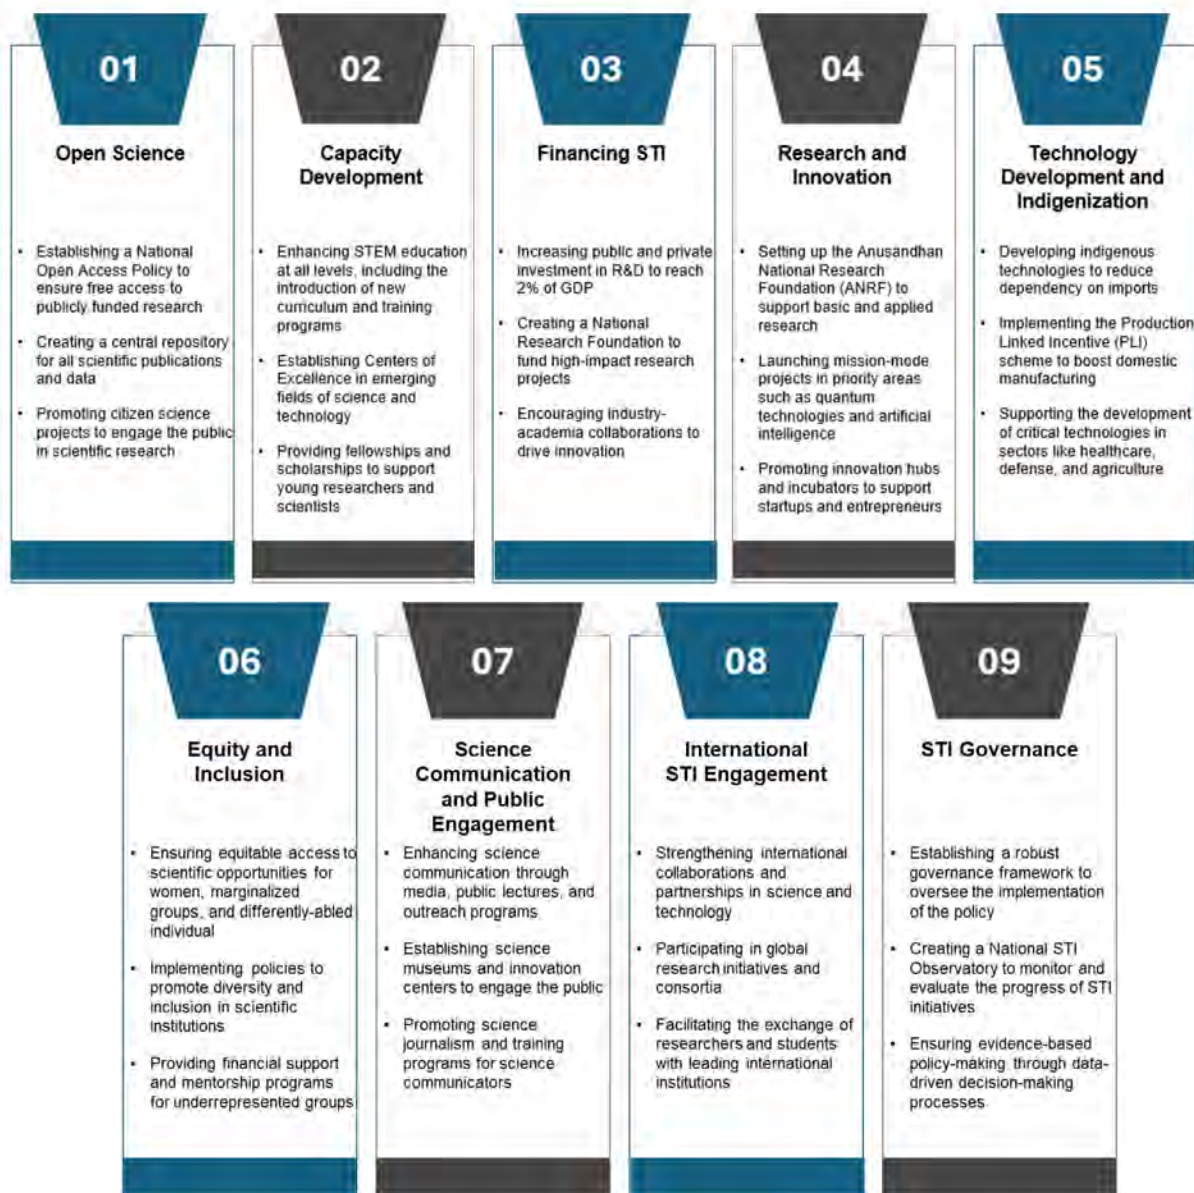 01
Open Science
• Establishing a National
Open Access Policy to
ensure free access to
publicly funded research
• Creating a central repository
for all scientific publications
and data
• Promoting citizen science
projects to engage the public
in scientific research
02
Capacity
Development
• Enhancing STEM education
at all levels, including the
introduction of new
curriculum and training
programs
• Establishing Centers of
Excellence in emerging
fields of science and
technology
• Providing fellowships and
scholarships to support
young researchers and
scientists
03
Financing STI
• Increasing public and private
investment in R&D to reach
2% of GDP
• Creating a National
Research Foundation to
fund high-impact research
projects
• Encouraging industry-
academia collaborations to
drive innovation
04
Research and
Innovation
• Setting up the Anusandhan
National Research
Foundation (ANRF) to
support basic and applied
research
• Launching mission-mode
projects in priority areas
such as quantum
technologies and artificial
intelligence
• Promoting innovation hubs
and incubators to support
startups and entrepreneurs
05
Technology
Development and
Indigenization
• Developing indigenous
technologies to reduce
dependency on imports
• Implementing the Production
Linked Incentive (PLI)
scheme to boost domestic
manufacturing
• Supporting the development
of critical technologies in
sectors like healthcare,
defense, and agriculture
06
Equity and
Inclusion
• Ensuring equitable access to
scientific opportunities for
women, marginalized
groups, and differently-abled
individual
• Implementing policies to
promote diversity and
inclusion in scientific
institutions
• Providing financial support
and mentorship programs
for underrepresented groups
07
Science
Communication
and Public
Engagement
• Enhancing science
communication through
media, public lectures, and
outreach programs
• Establishing science
museums and innovation
centers to engage the public
• Promoting science
journalism and training
programs for science
communicators
08
International
STI Engagement
• Strengthening international
collaborations and
partnerships in science and
technology
• Participating in global
research initiatives and
consortia
• Facilitating the exchange of
researchers and students
with leading international
institutions
09
STI Governance
• Establishing a robust
governance framework to
oversee the implementation
of the policy
• Creating a National STI
Observatory to monitor and
evaluate the progress of STI
initiatives
• Ensuring evidence-based
policy-making through data-
driven decision-making
processes